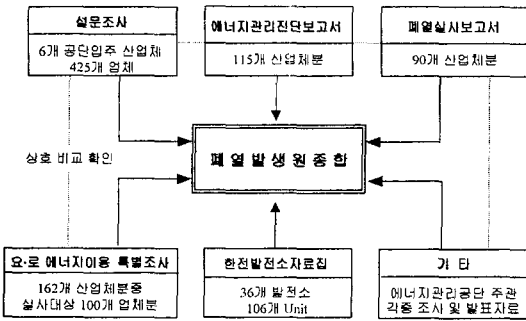 설문조사
6개 공단입주 산업체
425개 업체
에너지관리진단보고서
115개 산업체분
폐열실사보고서
90개 산업체분
폐열발생원종합
상호 비교 확인
요·로 에너지이용 특별조사
162개 산업체분중
실사대상 100개 업체분
한전발전소자료집
36개 발전소
106개 Unit
기 타
에너지관리공단 주관
각종 조사 및 발표자료